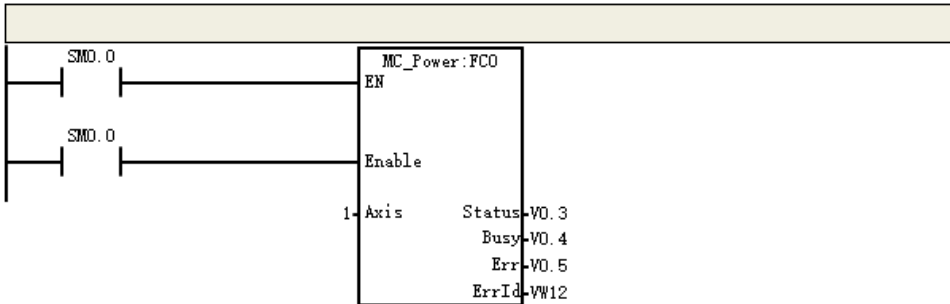 SM0.0
MC_Power:FC0
EN
SM0.0
Enable
1 Axis Status V0.3
Busy V0.4
Err V0.5
ErrId VW12